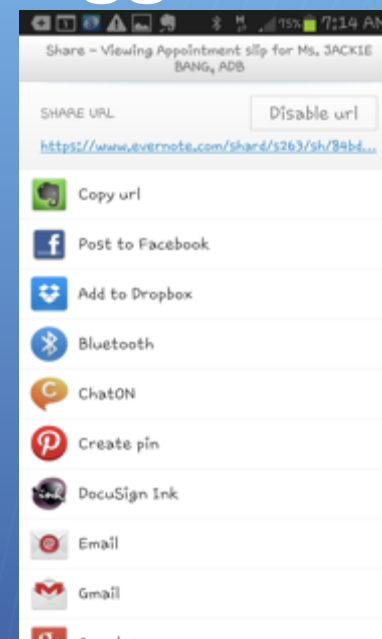 75% 7:14 AM
Share - Viewing Appointment slip for Ms. JACKIE
BANG, ADB
SHARE URL
Disable url
https://www.evernote.com/shard/s263/sh/84bd...
Copy url
Post to Facebook
Add to Dropbox
Bluetooth
ChatON
Create pin
DocuSign Ink
Email
Gmail